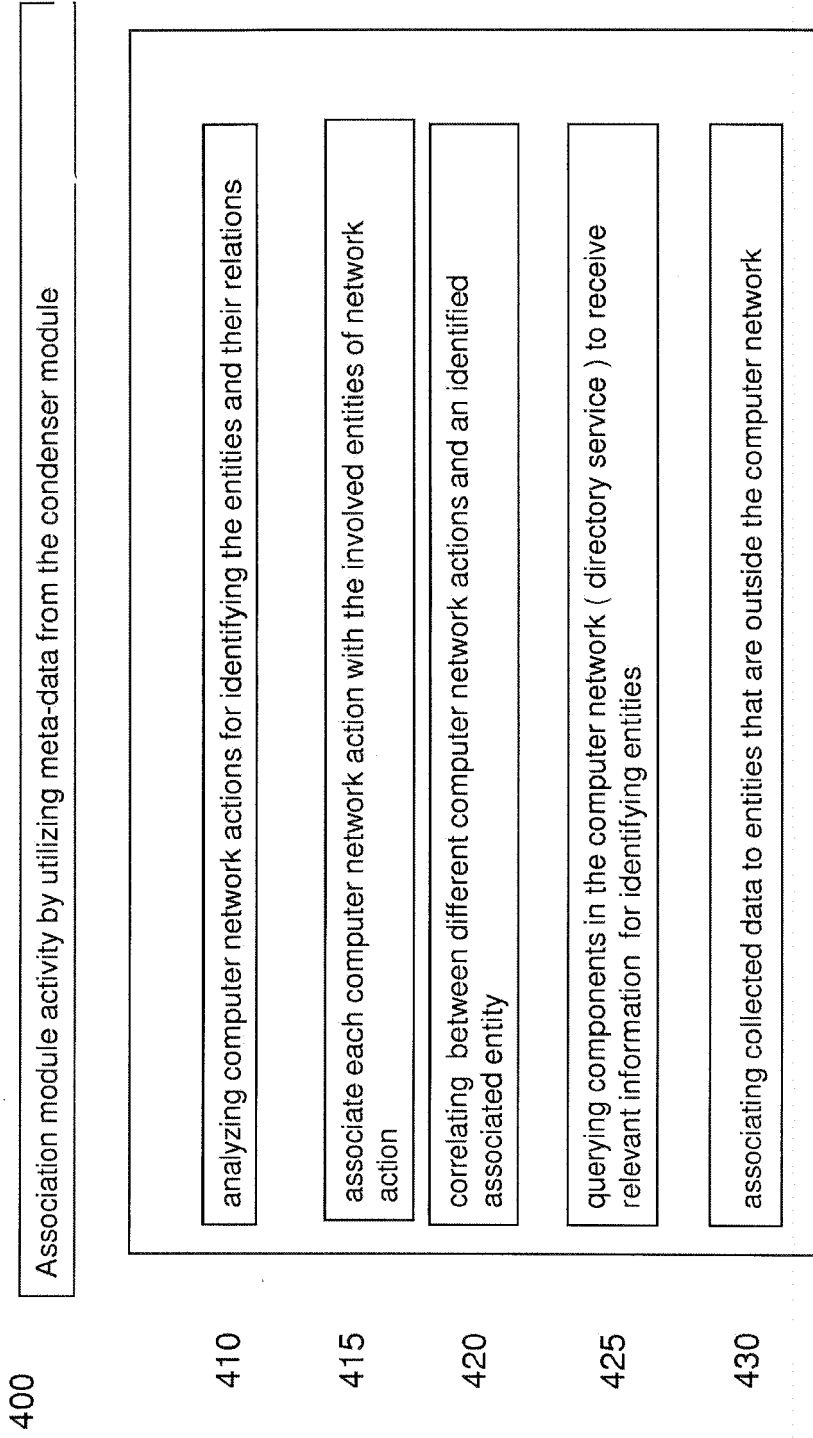 400
Association module activity by utilizing meta-data from the condenser module
410
analyzing computer network actions for identifying the entities and their relations
415
associate each computer network action with the involved entities of network
action
420
correlating between different computer network actions and an identified
associated entity
425
querying components in the computer network ( directory service ) to receive
relevant information for identifying entities
430
associating collected data to entities that are outside the computer network